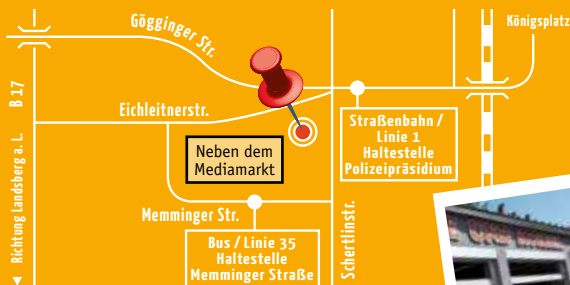 Gögginger Str.
Königsplatz
B 17
Eichleitnerstr.
Straßenbahn /
Linie 1
Haltestelle
Polizeipräsidium
Neben dem
Mediamarkt
Richtung Landsberg a. L.
Memminger Str.
Schertlinstr.
Bus / Linie 35
Haltestelle
Memminger Straße